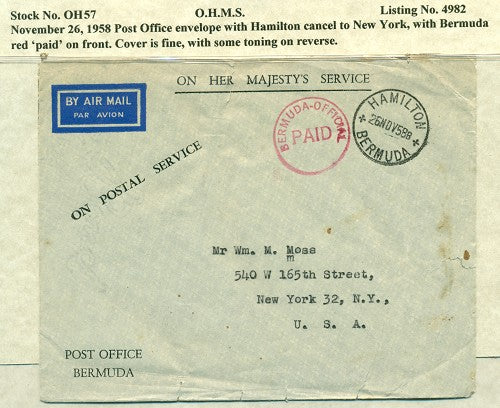 Stock No. OH57 O.H.M.S. Listing No. 4982
November 26, 1958 Post Office envelope with Hamilton cancel to New York, with Bermuda
red 'paid' on front. Cover is fine, with some toning on reverse.
ON HER MAJESTY'S SERVICE
BY AIR MAIL
PAR AVION
BERMUDA-OFFICIAL
PAID
HAMILTON
26NOV58
BERMUDA
ON POSTAL SERVICE
Mr Wm. M. Moss
m
540 W 165th Street,
New York 32, N.Y.,
U. S. A.
POST OFFICE
BERMUDA